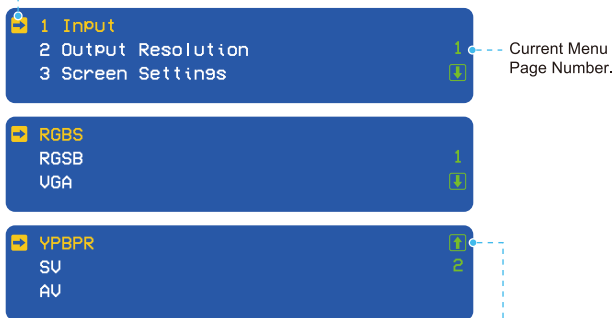 1 Input
2 Output Resolution 1
3 Screen Settings
Current Menu
Page Number.
RGBS
RGSB 1
VGA
YPBPR
SV 2
AV